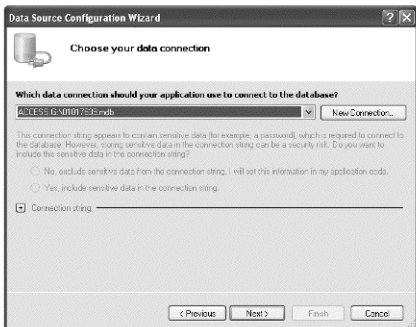 Data Source Configuration Wizard
Choose your data connection
Which data connection should your application use to connect to the database?
ACCESS.G:\01017839.mdb
New Connection...
This connection string appears to contain sensitive data (for example, a password), which is required to connect to
the database. However, storing sensitive data in the connection string can be a security risk. Do you want to
include this sensitive data in the connection string?
No, exclude sensitive data from the connection string. I will set this information in my application code.
Yes, include sensitive data in the connection string.
Connection string
< Previous
Next >
Finish
Cancel